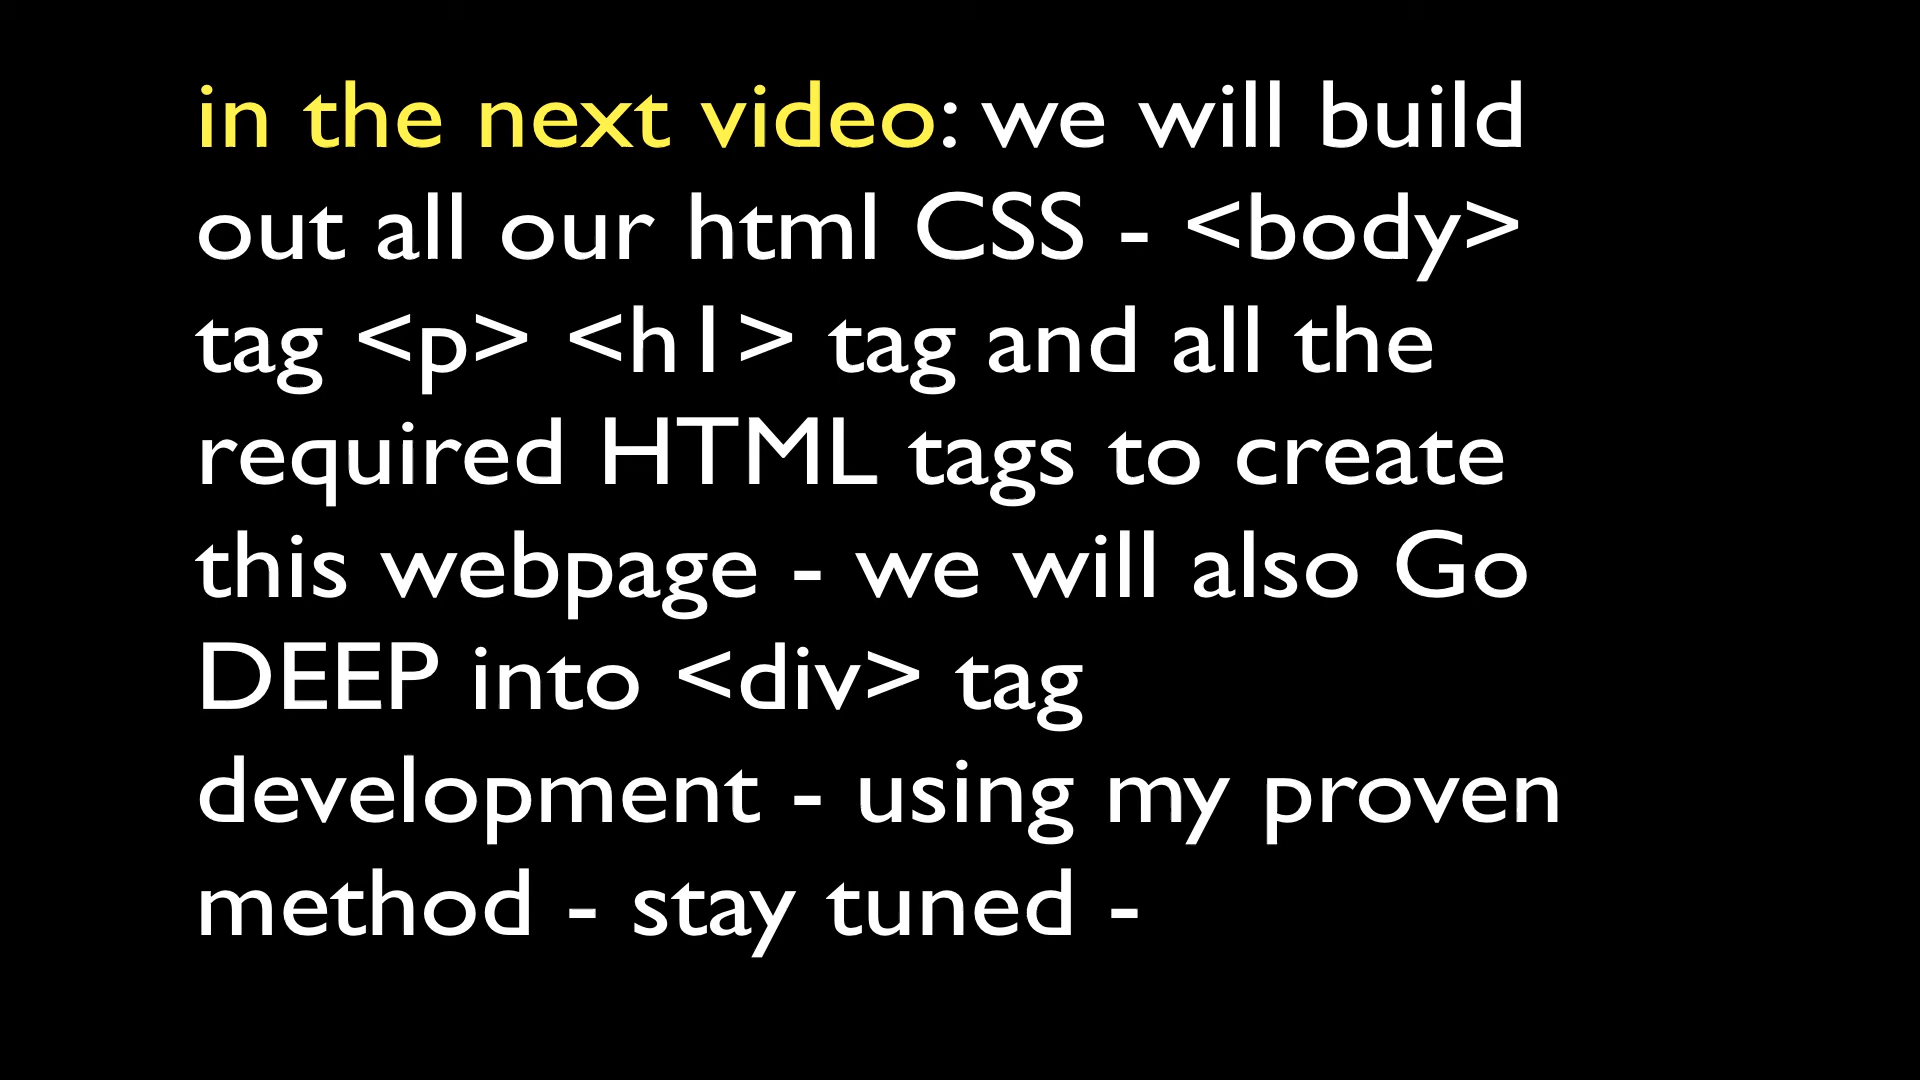 in the next video: we will build
out all our html CSS - <body>
tag <p> <h1> tag and all the
required HTML tags to create
this webpage - we will also Go
DEEP into <div> tag
development - using my proven
method - stay tuned -